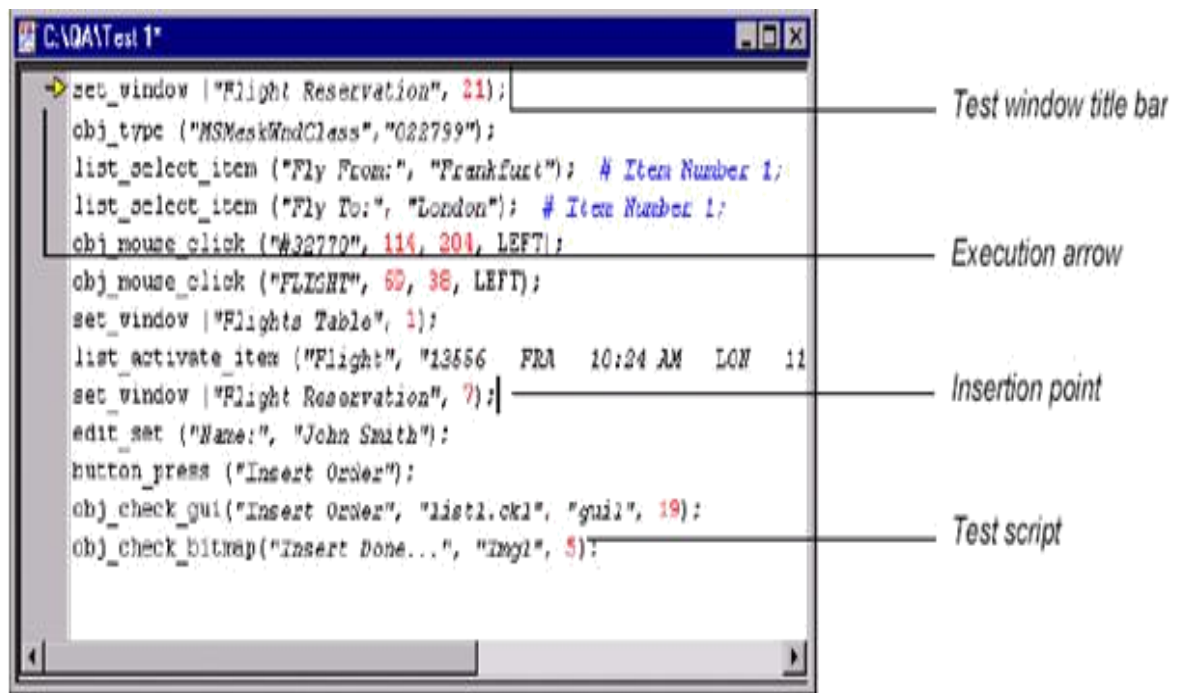 C:\QA\Test 1*
set_window ("Flight Reservation", 21);
obj_type ("MSMaskWndClass","022799");
list_select_item ("Fly From:", "Frankfurt"); # Item Number 1;
list_select_item ("Fly To:", "London"); # Item Number 1;
obj_mouse_click ("#32770", 114, 204, LEFT);
obj_mouse_click ("FLIGHT", 60, 38, LEFT);
set_window ("Flights Table", 1);
list_activate_item ("Flight", "13556 FRA 10:24 AM LON 11
set_window ("Flight Reservation", 7);
edit_set ("Name:", "John Smith");
button_press ("Insert Order");
obj_check_gui("Insert Order", "list1.ckl", "gui1", 19);
obj_check_bitmap("Insert Done...", "Img1", 5);
Test window title bar
Execution arrow
Insertion point
Test script